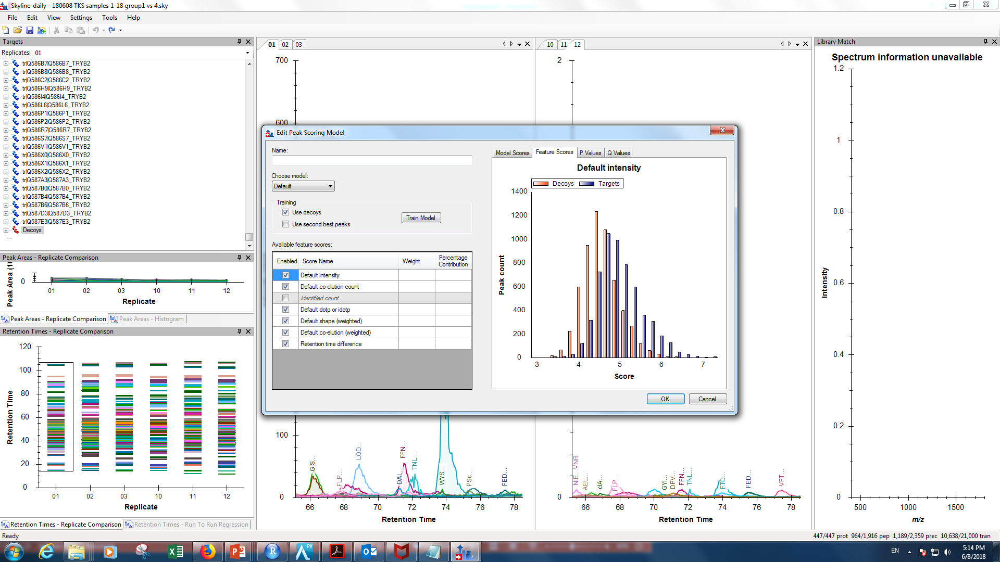 Skyline-daily - 180608 TKS samples 1-18 group1 vs 4.sky
File Edit View Settings Tools Help
Targets
Replicates: 01
tr|Q586B7|Q586B7_TRYB2
tr|Q586B8|Q586B8_TRYB2
tr|Q586C2|Q586C2_TRYB2
tr|Q586H9|Q586H9_TRYB2
tr|Q586I4|Q586I4_TRYB2
tr|Q586L6|Q586L6_TRYB2
tr|Q586P1|Q586P1_TRYB2
tr|Q586P2|Q586P2_TRYB2
tr|Q586R7|Q586R7_TRYB2
tr|Q586S7|Q586S7_TRYB2
tr|Q586V1|Q586V1_TRYB2
tr|Q586X0|Q586X0_TRYB2
tr|Q586X1|Q586X1_TRYB2
tr|Q586X2|Q586X2_TRYB2
tr|Q587A3|Q587A3_TRYB2
tr|Q587B0|Q587B0_TRYB2
tr|Q587B4|Q587B4_TRYB2
tr|Q587B6|Q587B6_TRYB2
tr|Q587D3|Q587D3_TRYB2
tr|Q587E3|Q587E3_TRYB2
Decoys
Peak Areas - Replicate Comparison
Peak Area (1
0
01 02 03 10 11 12
Replicate
Peak Areas - Replicate Comparison Peak Areas - Histogram
Retention Times - Replicate Comparison
Retention Time
120
100
80
60
40
20
0
01 02 03 10 11 12
Replicate
Retention Times - Replicate Comparison Retention Times - Run To Run Regression
01 02 03
700
600
100
0
GIS...
FLP...
LQD...
DAL...
FFN...
TNL...
WYS...
PSc...
FED...
66 68 70 72 74 76 78
Retention Time
10 11 12
2
0
NIE...VNR
AEL...
cIA...
FLP...
GYL...
DPV...
FFN...
TNL...
FTD...
FED...
VFT...
66 68 70 72 74 76 78
Retention Time
Edit Peak Scoring Model
Name:
Choose model:
Default
Training
Use decoys
Use second best peaks
Train Model
Available feature scores:
Enabled Score Name Weight Percentage Contribution
Default intensity
Default co-elution count
Identified count
Default dotp or idotp
Default shape (weighted)
Default co-elution (weighted)
Retention time difference
Model Scores Feature Scores P Values Q Values
Default intensity
Decoys Targets
Peak count
1400
1200
1000
800
600
400
200
0
3 4 5 6 7
Score
OK Cancel
Library Match
Spectrum information unavailable
Intensity
1.2
1
0.8
0.6
0.4
0.2
0
500 1000 1500
m/z
Ready
447/447 prot 964/1,916 pep 1,189/2,359 prec 10,638/21,000 tran
PV
EN
5:14 PM
6/8/2018